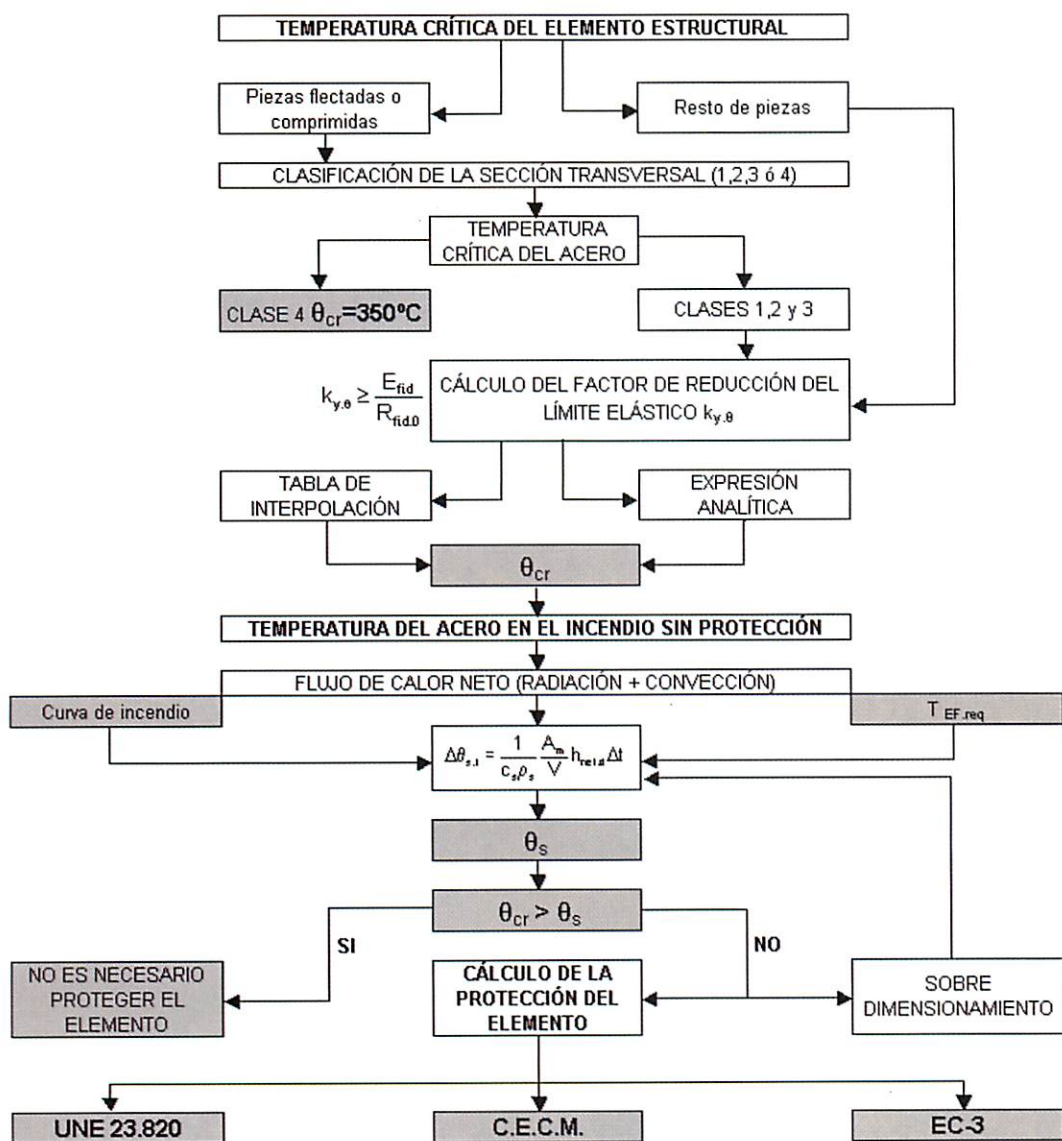 TEMPERATURA CRÍTICA DEL ELEMENTO ESTRUCTURAL
Piezas flectadas o
comprimidas
Resto de piezas
CLASIFICACIÓN DE LA SECCIÓN TRANSVERSAL (1,2,3 ó 4)
TEMPERATURA
CRÍTICA DEL ACERO
CLASE 4 θcr=350ºC
CLASES 1,2 y 3
ky.θ ≥ Efid / Rfid.0
CÁLCULO DEL FACTOR DE REDUCCIÓN DEL
LÍMITE ELÁSTICO ky.θ
TABLA DE
INTERPOLACIÓN
EXPRESIÓN
ANALÍTICA
θcr
TEMPERATURA DEL ACERO EN EL INCENDIO SIN PROTECCIÓN
FLUJO DE CALOR NETO (RADIACIÓN + CONVECCIÓN)
Curva de incendio
T EF.req
Δθs,t = 1/(csρs) Am/V hnet,d Δt
θs
θcr > θs
SI
NO
NO ES NECESARIO
PROTEGER EL
ELEMENTO
CÁLCULO DE LA
PROTECCIÓN DEL
ELEMENTO
SOBRE
DIMENSIONAMIENTO
UNE 23.820
C.E.C.M.
EC-3